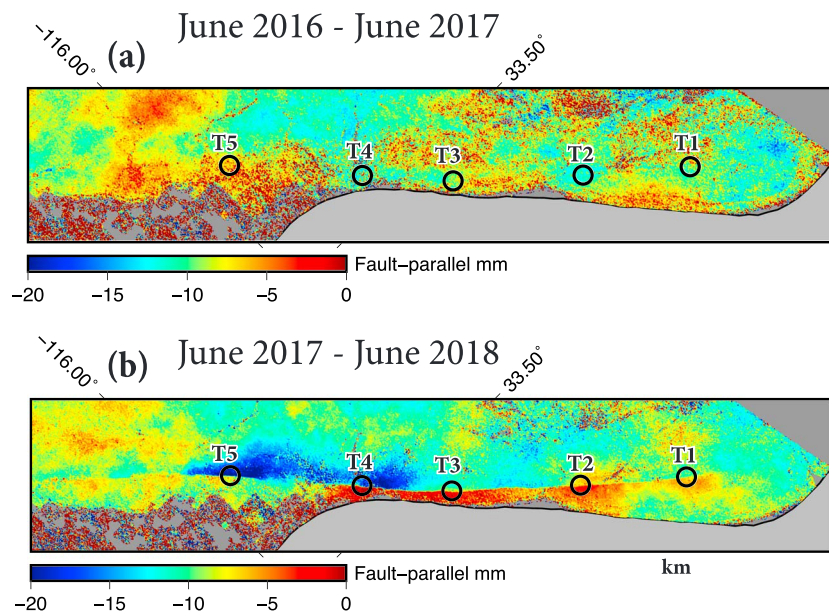 June 2016 - June 2017
−116.00°
(a)
33.50°
T5
T4
T3
T2
T1
Fault−parallel mm
−20
−15
−10
−5
0
June 2017 - June 2018
−116.00°
(b)
33.50°
T5
T4
T3
T2
T1
Fault−parallel mm
km
−20
−15
−10
−5
0